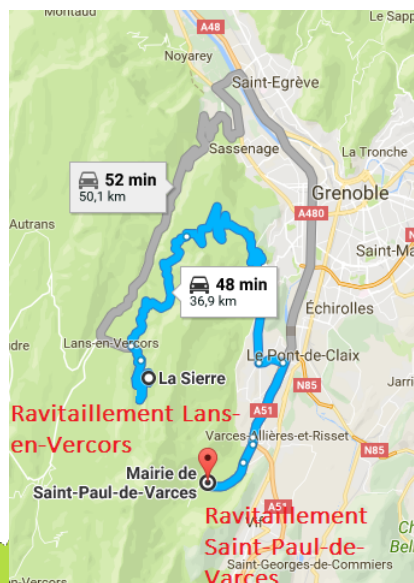 Montaud
A48
Le Sapp
Noyarey
Saint-Egrève
Sassenage
La Tronche
52 min
50,1 km
Grenoble
Autrans
A480
Saint-Ma
48 min
36,9 km
Échirolles
Lans-en-Vercors
Le Pont-de-Claix
La Sierre
Jarri
N85
Ravitaillement Lans-
en-Vercors
A51
Varces-Allières-et-Risset
N85
Mairie de
Saint-Paul-de-Varces
A51
Ravitaillement
Vif
Saint-Paul-de-
Saint-Georges-de-Commiers
Varces